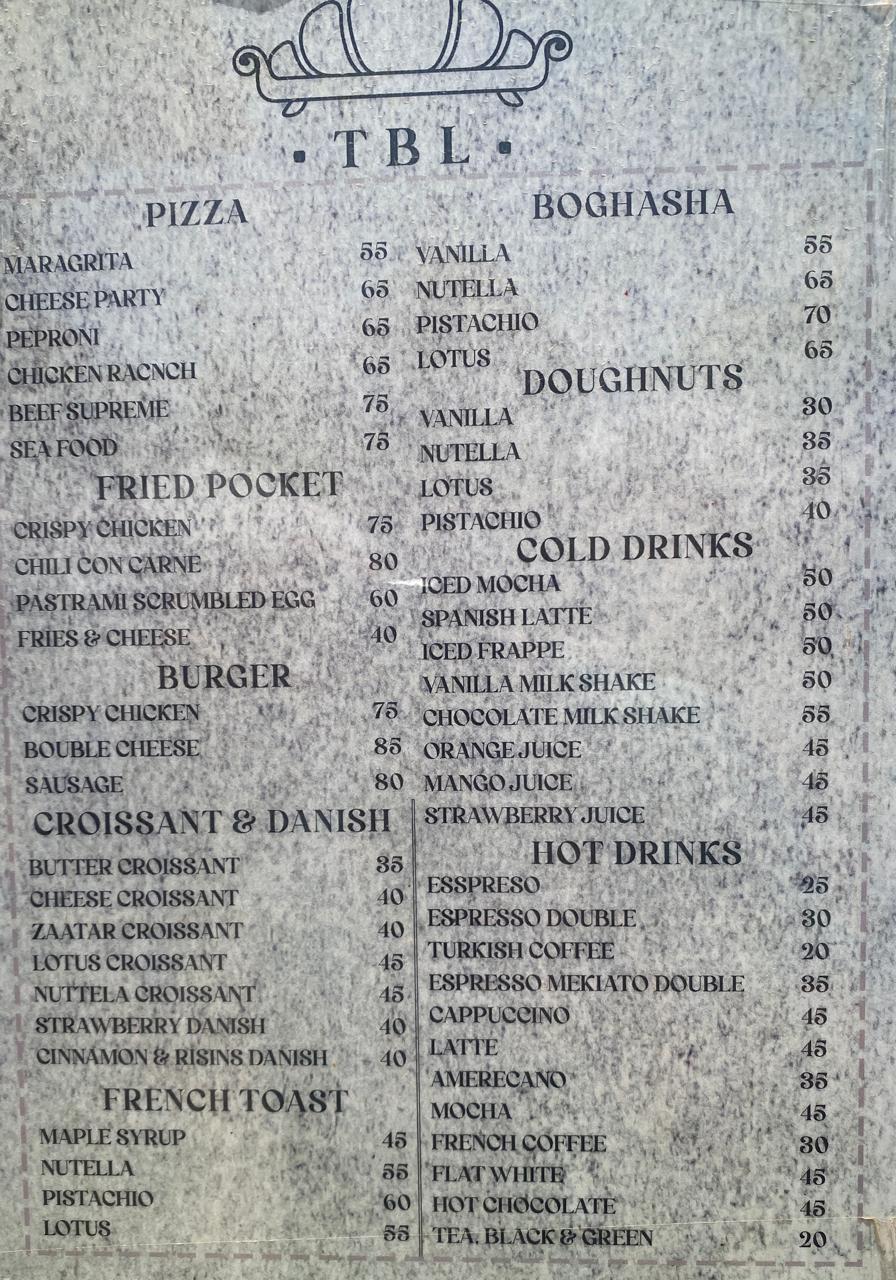 · TBL ·
PIZZA
MARAGRITA 55
CHEESE PARTY 65
PEPRONI 65
CHICKEN RACNCH 65
BEEF SUPREME 75
SEA FOOD 75
FRIED POCKET
CRISPY CHICKEN 75
CHILI CON CARNE 80
PASTRAMI SCRUMBLED EGG 60
FRIES & CHEESE 40
BURGER
CRISPY CHICKEN 75
BOUBLE CHEESE 85
SAUSAGE 80
CROISSANT & DANISH
BUTTER CROISSANT 35
CHEESE CROISSANT 40
ZAATAR CROISSANT 40
LOTUS CROISSANT 45
NUTTELA CROISSANT 45
STRAWBERRY DANISH 40
CINNAMON & RISINS DANISH 40
FRENCH TOAST
MAPLE SYRUP 45
NUTELLA 55
PISTACHIO 60
LOTUS 55
BOGHASHA
VANILLA 55
NUTELLA 65
PISTACHIO 70
LOTUS 65
DOUGHNUTS
VANILLA 30
NUTELLA 35
LOTUS 35
PISTACHIO 40
COLD DRINKS
ICED MOCHA 50
SPANISH LATTE 50
ICED FRAPPE 50
VANILLA MILK SHAKE 50
CHOCOLATE MILK SHAKE 55
ORANGE JUICE 45
MANGO JUICE 45
STRAWBERRY JUICE 45
HOT DRINKS
ESSPRESO 25
ESPRESSO DOUBLE 30
TURKISH COFFEE 20
ESPRESSO MEKIATO DOUBLE 35
CAPPUCCINO 45
LATTE 45
AMERECANO 35
MOCHA 45
FRENCH COFFEE 30
FLAT WHITE 45
HOT CHOCOLATE 45
TEA, BLACK & GREEN 20